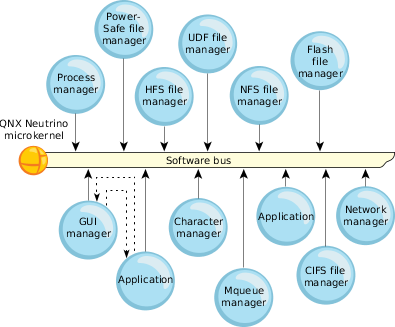 Power-
Safe file
manager
UDF file
manager
Flash
file
manager
Process
manager
HFS file
manager
NFS file
manager
QNX Neutrino
microkernel
Software bus
GUI
manager
Character
manager
Application
Network
manager
Application
Mqueue
manager
CIFS file
manager